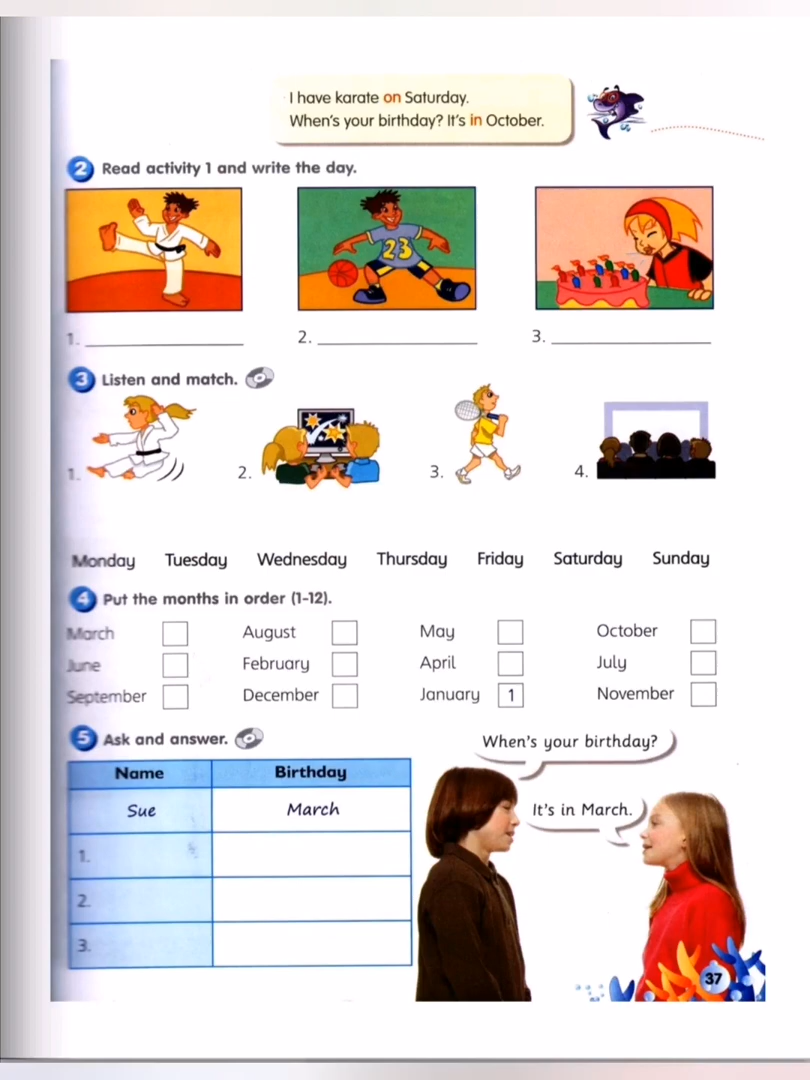 I have karate on Saturday.
When's your birthday? It's in October.
2 Read activity 1 and write the day.
23
1. 2. 3.
3 Listen and match.
1. 2. 3. 4.
Monday Tuesday Wednesday Thursday Friday Saturday Sunday
4 Put the months in order (1-12).
March August May October
June February April July
September December January 1 November
5 Ask and answer.
When's your birthday?
Name Birthday
Sue March
It's in March.
1.
2.
3.
37